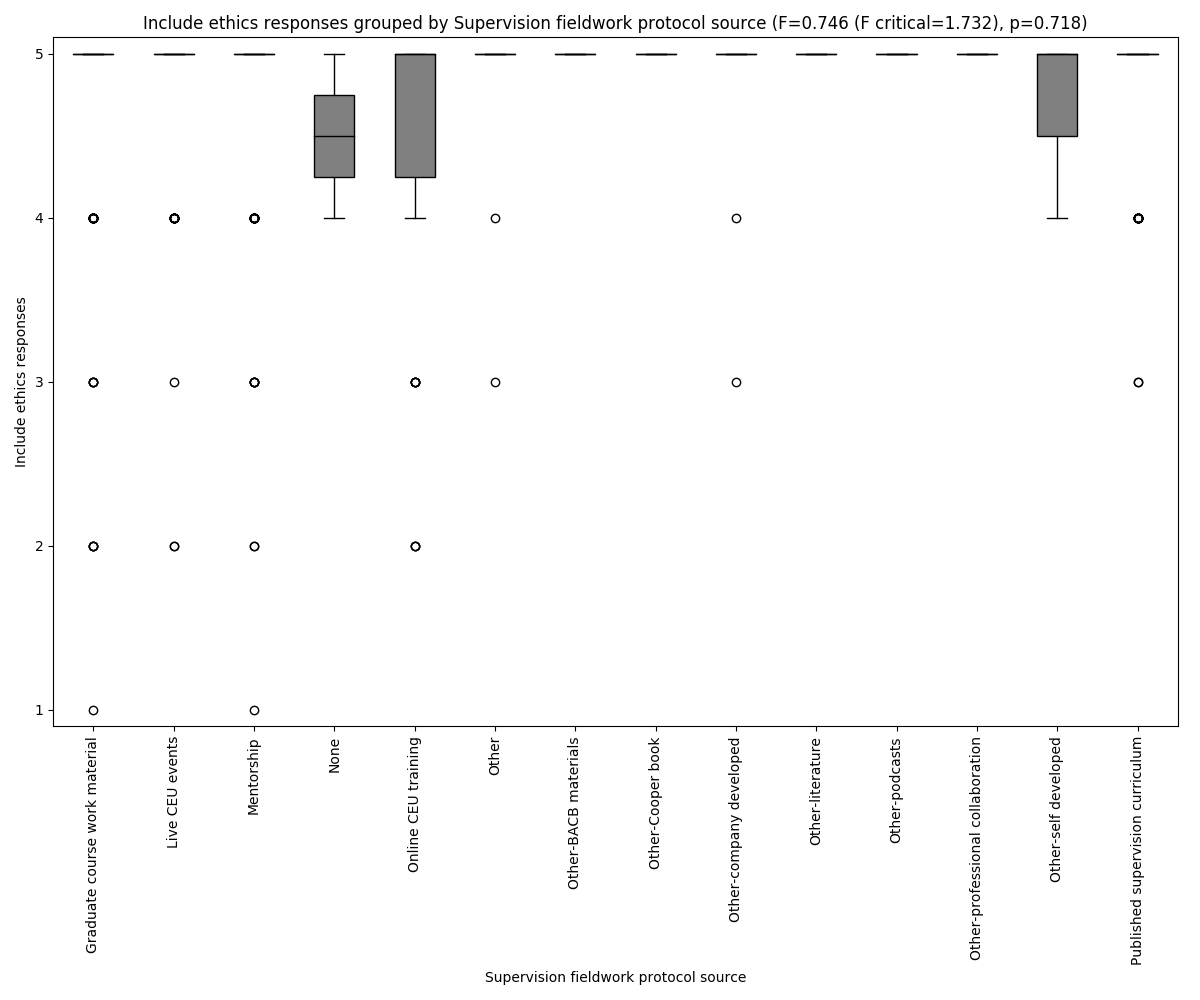 Include ethics responses grouped by Supervision fieldwork protocol source (F=0.746 (F critical=1.732), p=0.718)
Include ethics responses
5
4
3
2
1
Graduate course work material
Live CEU events
Mentorship
None
Online CEU training
Other
Other-BACB materials
Other-Cooper book
Other-company developed
Other-literature
Other-podcasts
Other-professional collaboration
Other-self developed
Published supervision curriculum
Supervision fieldwork protocol source